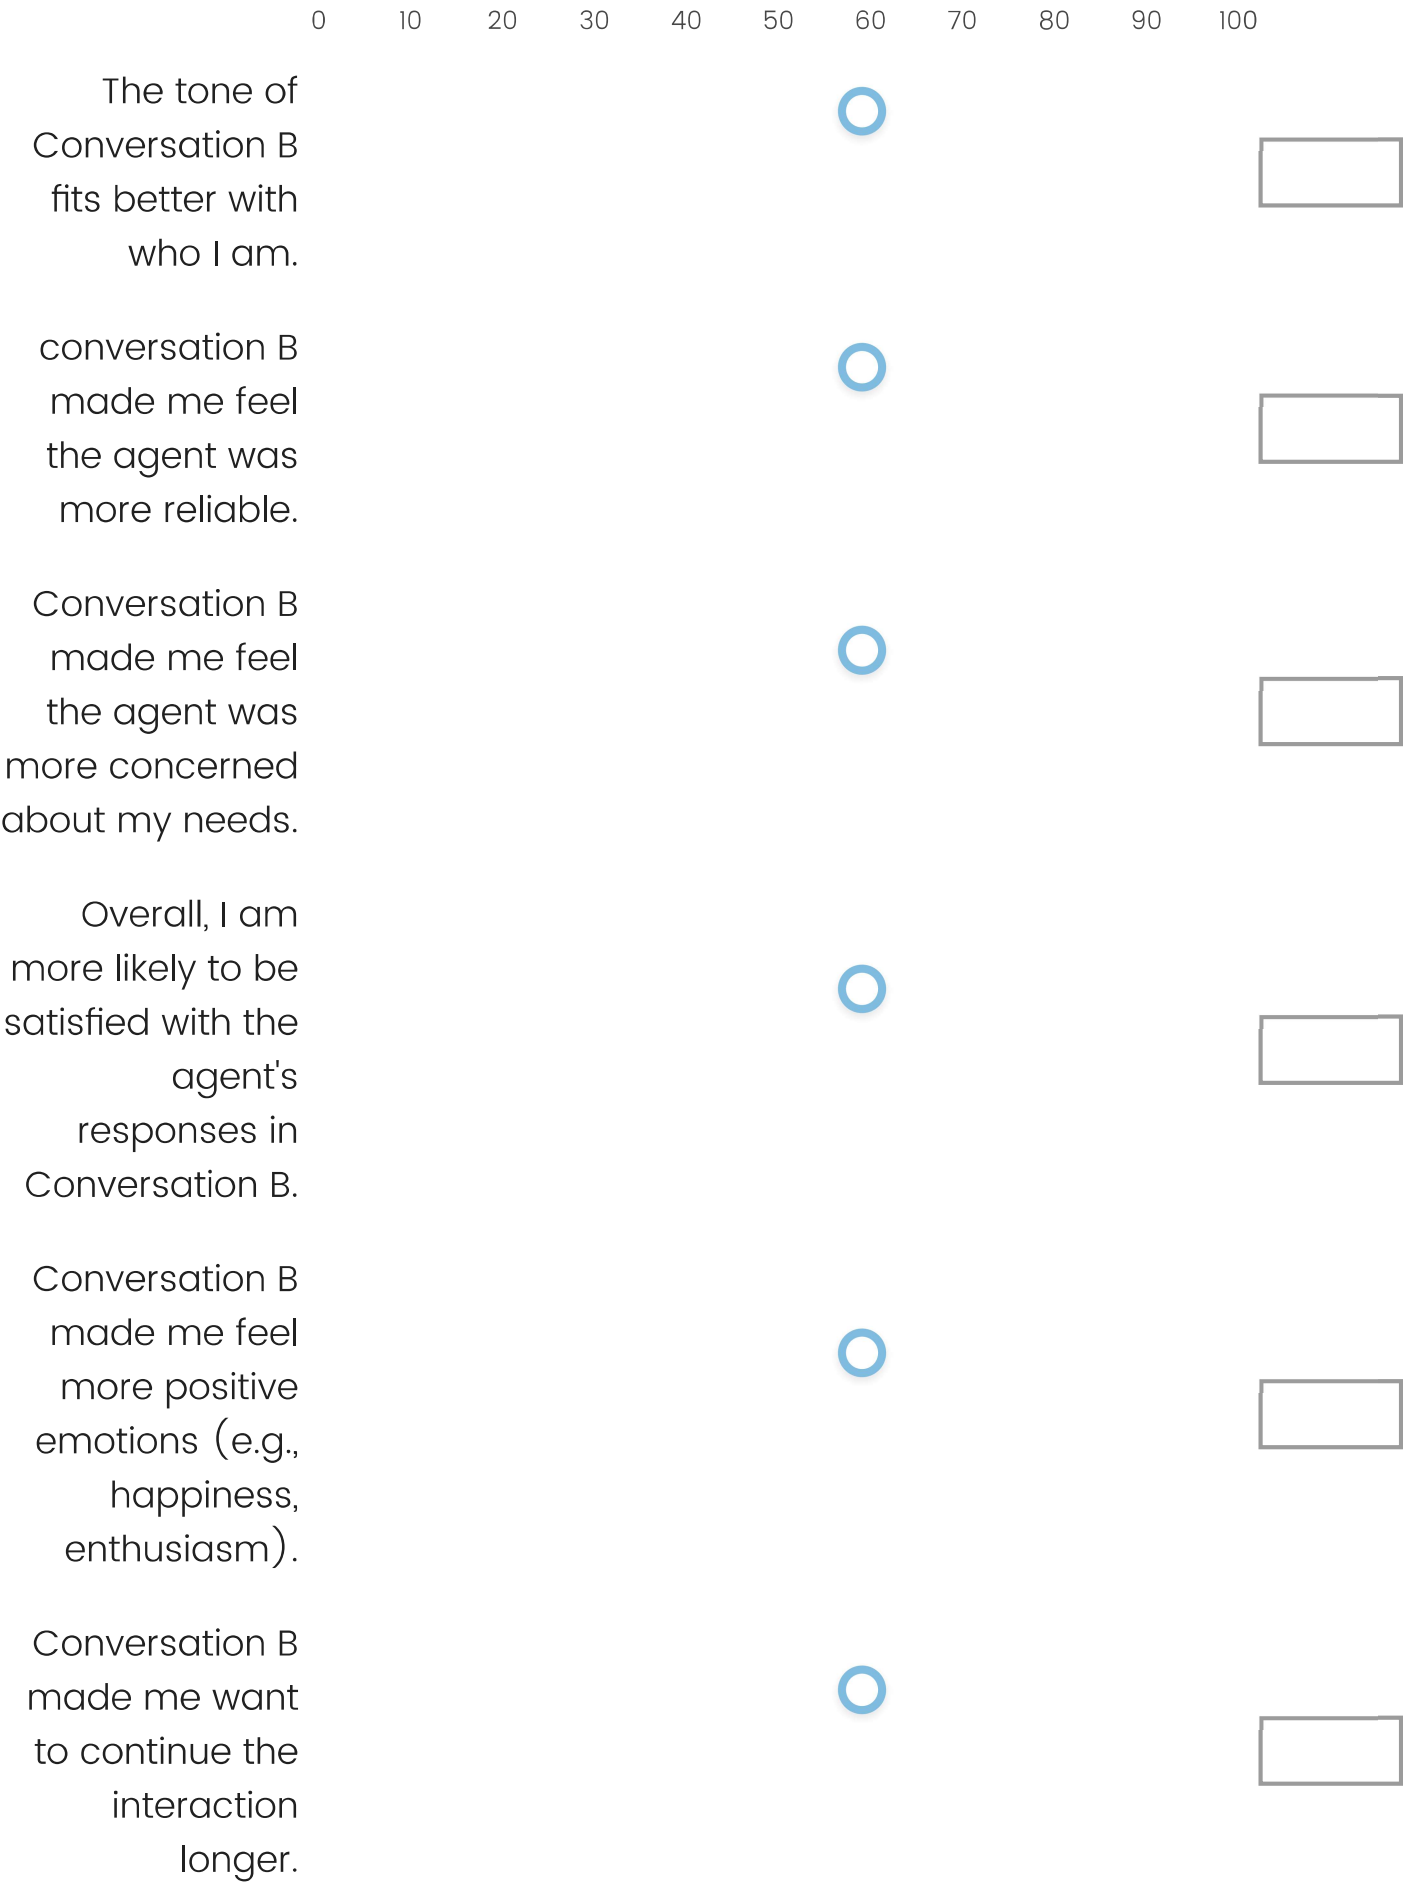 0 10 20 30 40 50 60 70 80 90 100
The tone of
Conversation B
fits better with
who I am.
conversation B
made me feel
the agent was
more reliable.
Conversation B
made me feel
the agent was
more concerned
about my needs.
Overall, I am
more likely to be
satisfied with the
agent's
responses in
Conversation B.
Conversation B
made me feel
more positive
emotions (e.g.,
happiness,
enthusiasm).
Conversation B
made me want
to continue the
interaction
longer.